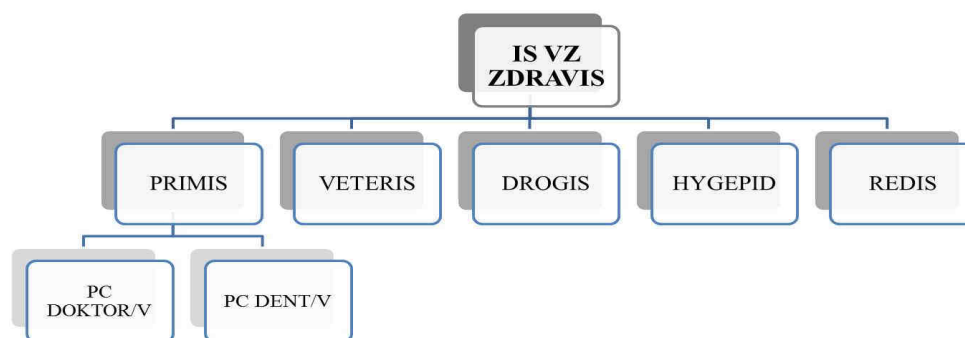 IS VZ
ZDRAVIS
PRIMIS
VETERIS
DROGIS
HYGEPID
REDIS
PC
DOKTOR/V
PC DENT/V